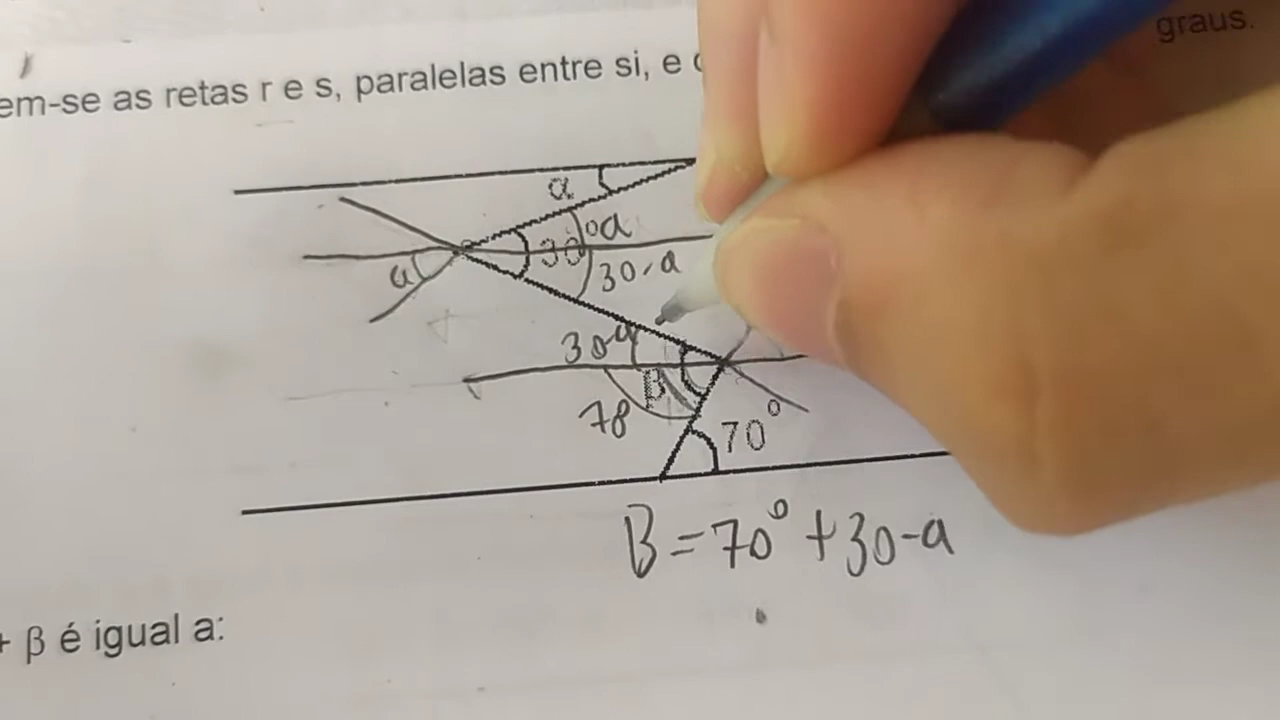 em-se as retas r e s, paralelas entre si, e
graus.
α
30°
a
a
30-a
30-a
β
78
70°
B=70°+30-a
+ β é igual a: